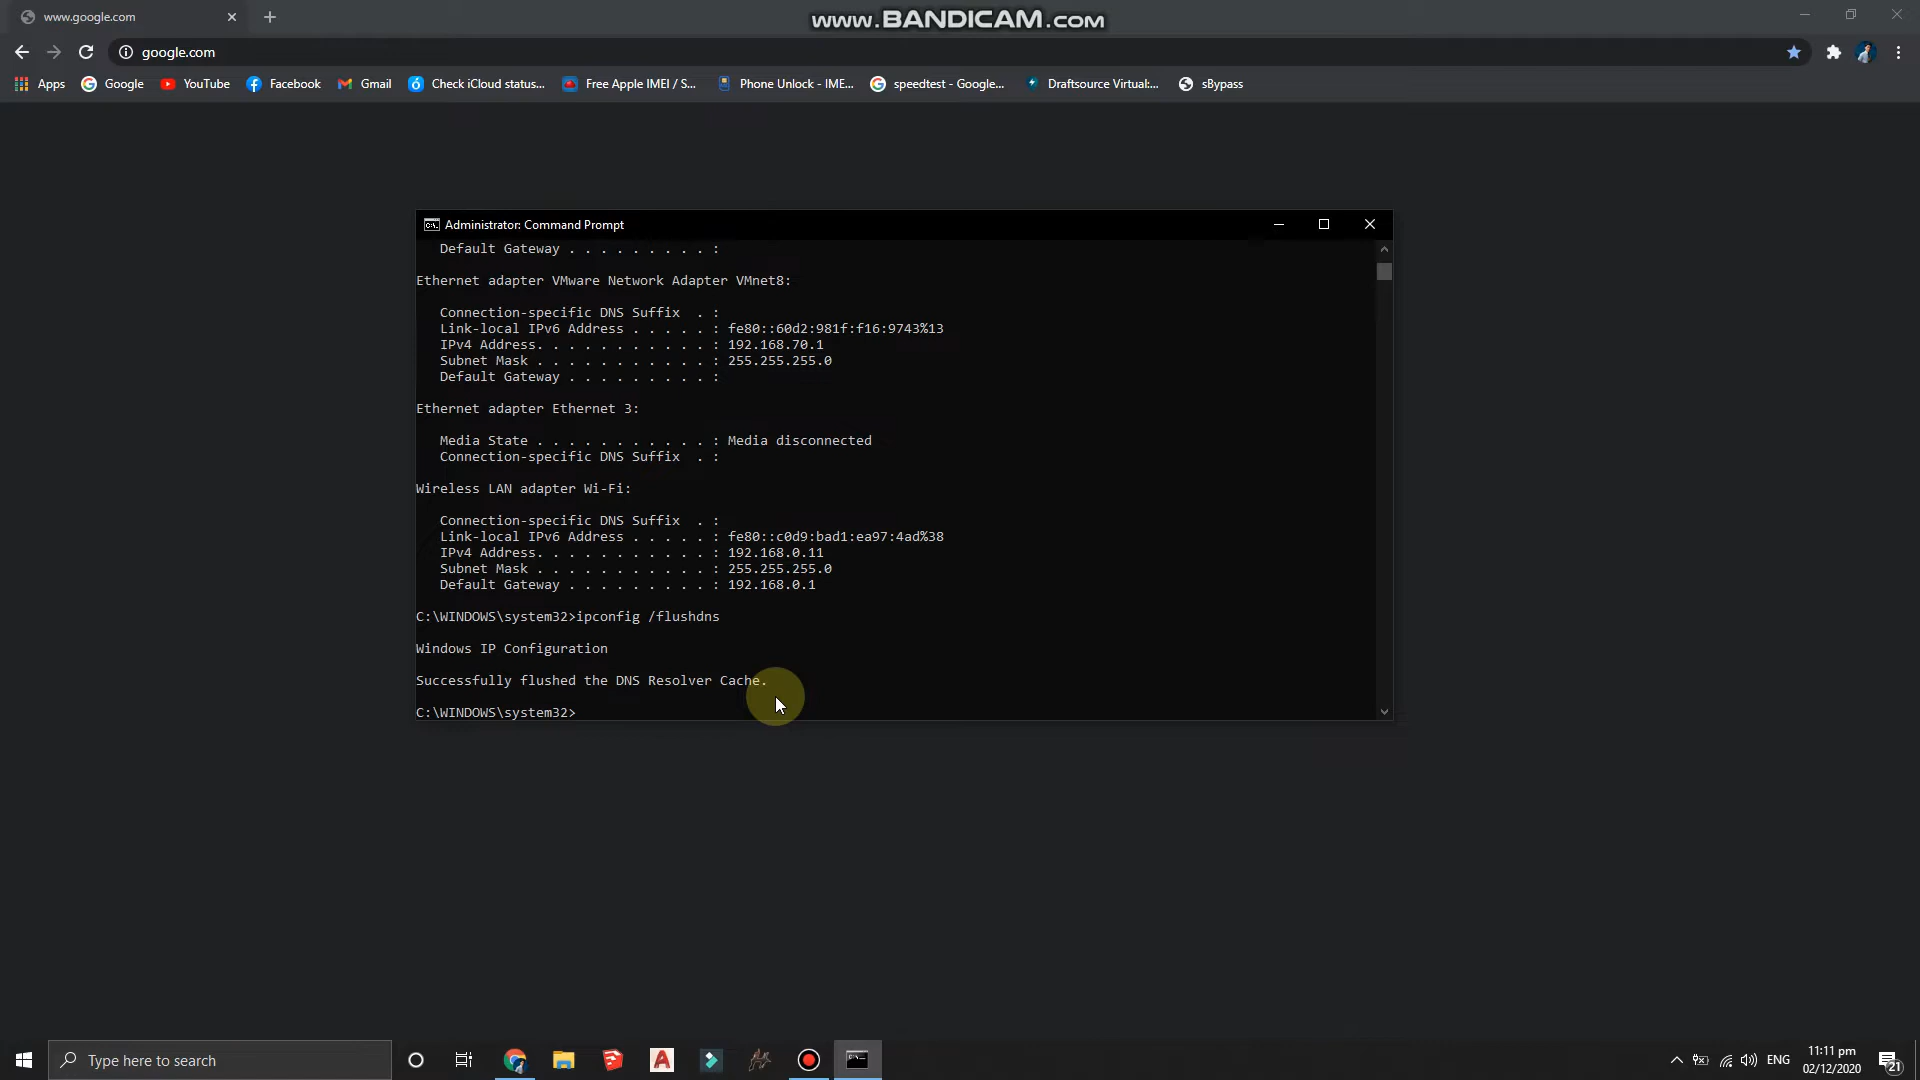 www.google.com
www.BANDICAM.COM
google.com
Apps
Google
YouTube
Facebook
Gmail
Check iCloud status...
Free Apple IMEI / S...
Phone Unlock - IME...
speedtest - Google...
Draftsource Virtual:...
sBypass
Administrator: Command Prompt
Default Gateway . . . . . . . . . :
Ethernet adapter VMware Network Adapter VMnet8:
Connection-specific DNS Suffix  . :
Link-local IPv6 Address . . . . . : fe80::60d2:981f:f16:9743%13
IPv4 Address. . . . . . . . . . . : 192.168.70.1
Subnet Mask . . . . . . . . . . . : 255.255.255.0
Default Gateway . . . . . . . . . :
Ethernet adapter Ethernet 3:
Media State . . . . . . . . . . . : Media disconnected
Connection-specific DNS Suffix  . :
Wireless LAN adapter Wi-Fi:
Connection-specific DNS Suffix  . :
Link-local IPv6 Address . . . . . : fe80::c0d9:bad1:ea97:4ad%38
IPv4 Address. . . . . . . . . . . : 192.168.0.11
Subnet Mask . . . . . . . . . . . : 255.255.255.0
Default Gateway . . . . . . . . . : 192.168.0.1
C:\WINDOWS\system32>ipconfig /flushdns
Windows IP Configuration
Successfully flushed the DNS Resolver Cache.
C:\WINDOWS\system32>
Type here to search
ENG
11:11 pm
02/12/2020
21